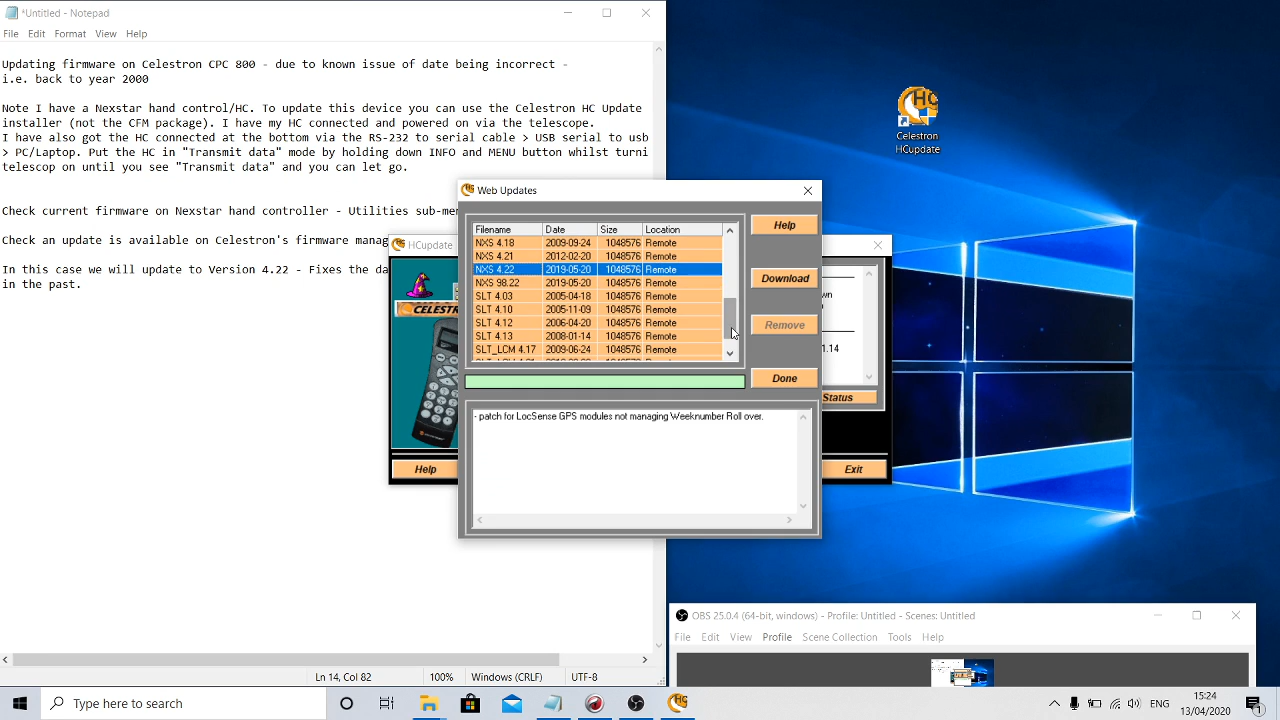 *Untitled - Notepad
File Edit Format View Help
Updating firmware on Celestron CPC 800 - due to known issue of date being incorrect -
i.e. back to year 2000
Note I have a Nexstar hand control/HC. To update this device you can use the Celestron HC Update
installer (not the CFM package). I have my HC connected and powered on via the telescope.
I have also got the HC connected at the bottom via the RS-232 to serial cable > USB serial to usb
> PC/Laptop. Put the HC in "Transmit data" mode by holding down INFO and MENU button whilst turni
telescop on until you see "Transmit data" and you can let go.
Check current firmware on Nexstar hand controller - Utilities sub-me
Check an update is available on Celestron's firmware manag
In this case we will update to Version 4.22 - Fixes the da
in the past.
Ln 14, Col 82 100% Windows (CRLF) UTF-8
HC
Celestron
HCupdate
HCupdate
CELESTR
Help
own
1.14
Status
Exit
Web Updates
Filename Date Size Location
NXS 4.18 2009-09-24 1048576 Remote
NXS 4.21 2012-02-20 1048576 Remote
NXS 4.22 2019-05-20 1048576 Remote
NXS 98.22 2019-05-20 1048576 Remote
SLT 4.03 2005-04-18 1048576 Remote
SLT 4.10 2005-11-09 1048576 Remote
SLT 4.12 2006-04-20 1048576 Remote
SLT 4.13 2008-01-14 1048576 Remote
SLT_LCM 4.17 2009-06-24 1048576 Remote
Help
Download
Remove
Done
- patch for LocSense GPS modules not managing Weeknumber Roll over.
OBS 25.0.4 (64-bit, windows) - Profile: Untitled - Scenes: Untitled
File Edit View Profile Scene Collection Tools Help
Type here to search
ENG
15:24
13/04/2020
1